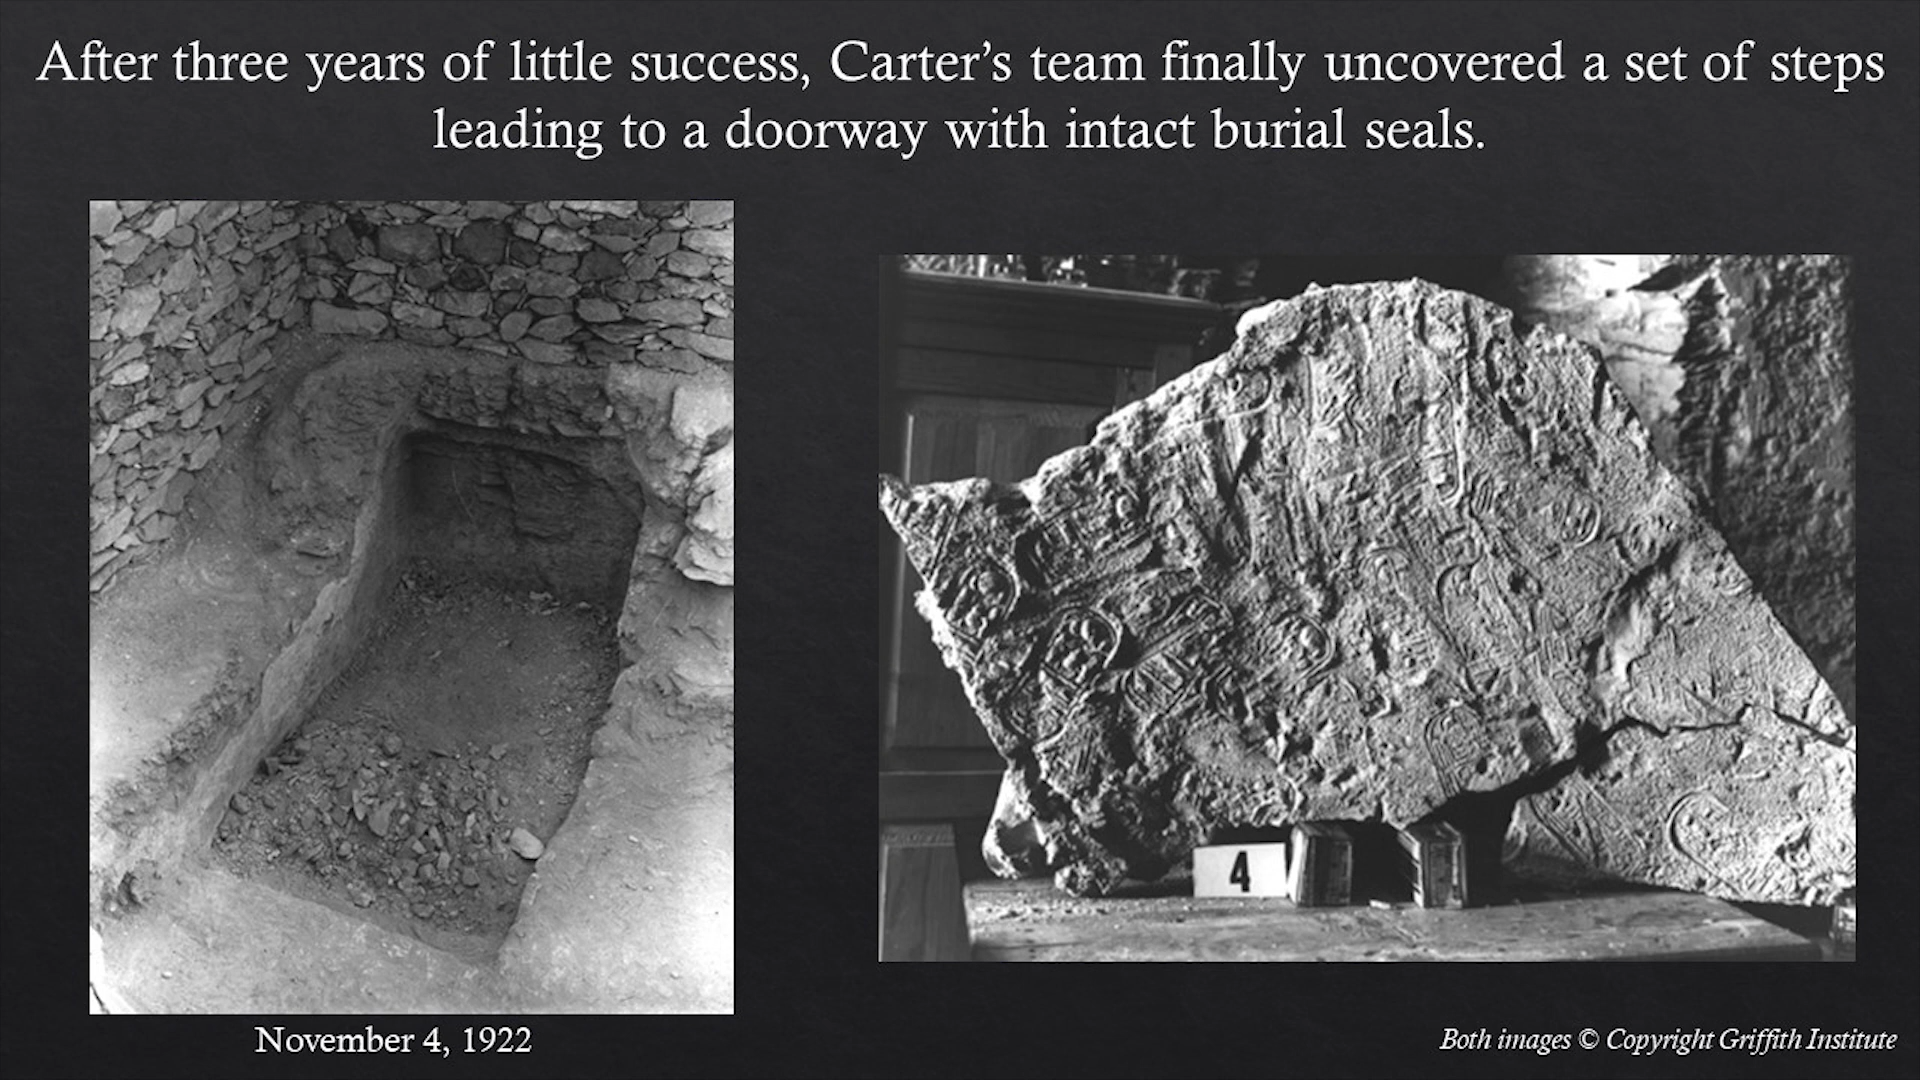 After three years of little success, Carter’s team finally uncovered a set of steps
leading to a doorway with intact burial seals.
4
November 4, 1922
Both images © Copyright Griffith Institute